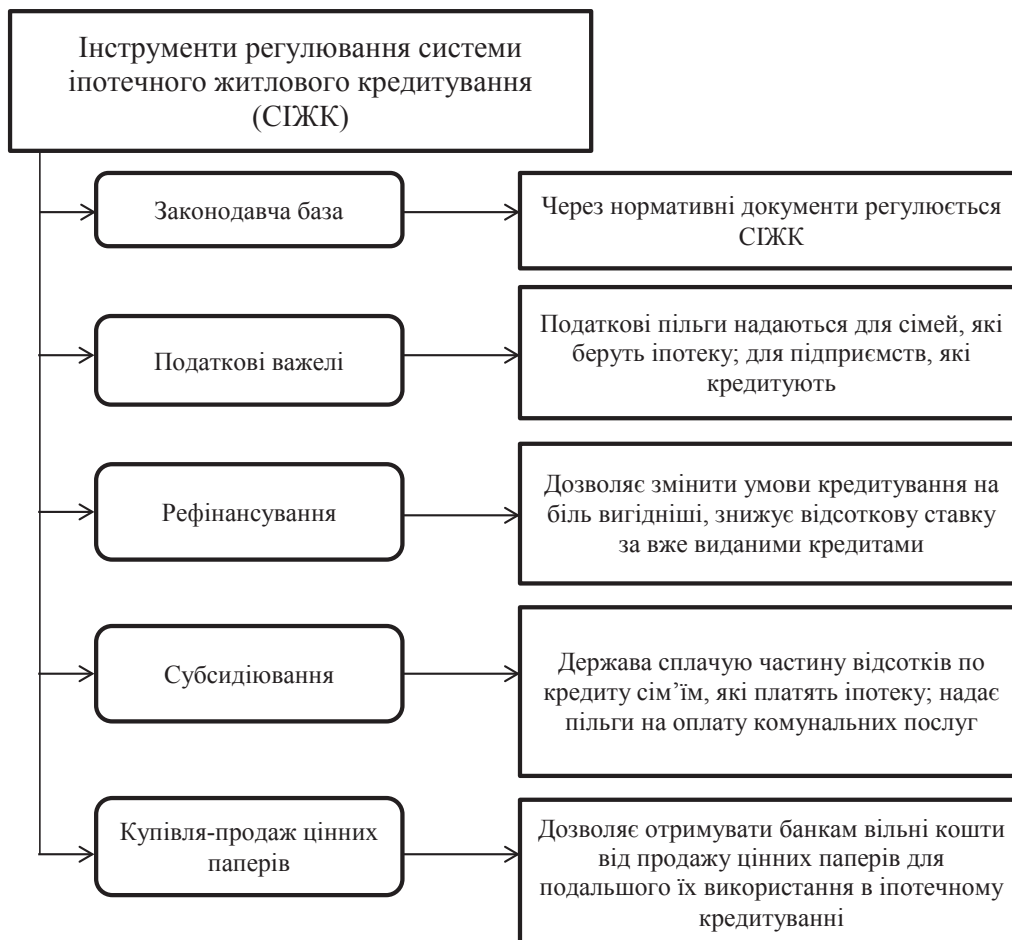 Інструменти регулювання системи
іпотечного житлового кредитування
(СІЖК)
Законодавча база
Через нормативні документи регулюється
СІЖК
Податкові важелі
Податкові пільги надаються для сімей, які
беруть іпотеку; для підприємств, які
кредитують
Рефінансування
Дозволяє змінити умови кредитування на
біль вигідніші, знижує відсоткову ставку
за вже виданими кредитами
Субсидіювання
Держава сплачую частину відсотків по
кредиту сім’їм, які платять іпотеку; надає
пільги на оплату комунальних послуг
Купівля-продаж цінних
паперів
Дозволяє отримувати банкам вільні кошти
від продажу цінних паперів для
подальшого їх використання в іпотечному
кредитуванні